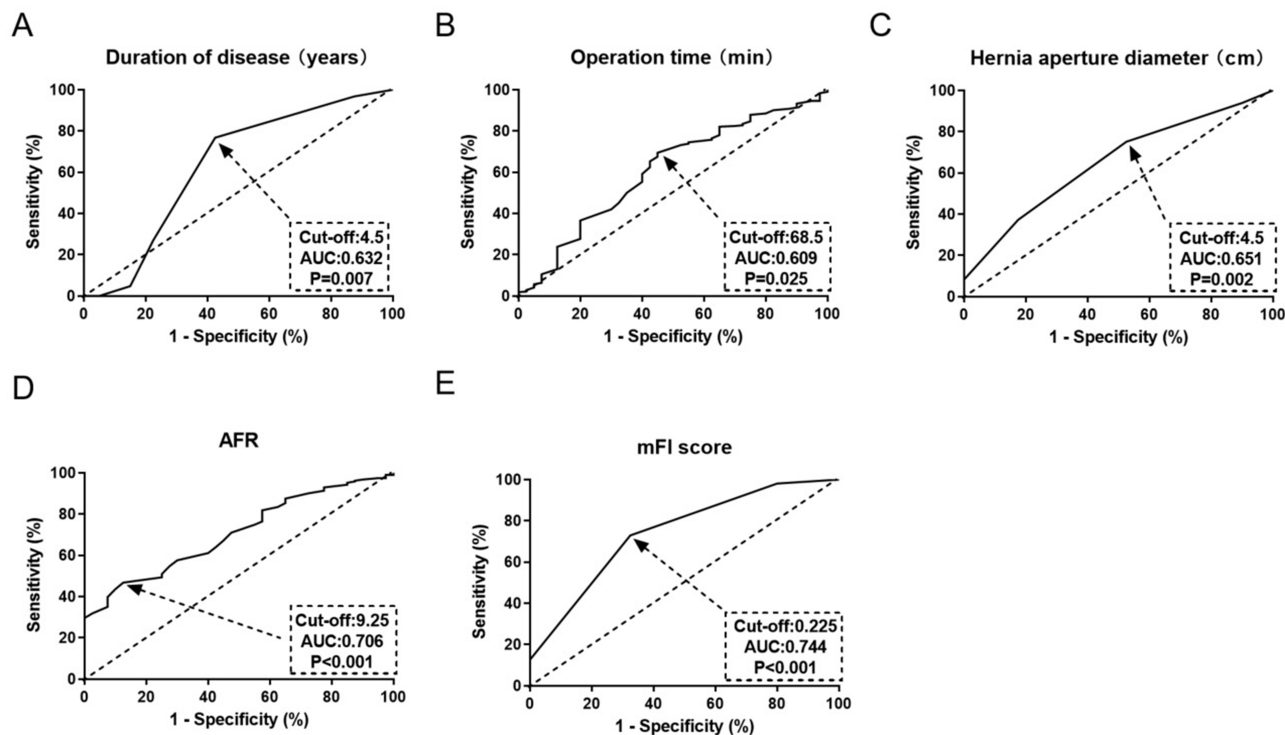 A
Duration of disease（years）
Sensitivity (%)
100
80
60
40
20
0
0 20 40 60 80 100
1 - Specificity (%)
Cut-off:4.5
AUC:0.632
P=0.007
B
Operation time（min）
Sensitivity (%)
100
80
60
40
20
0
0 20 40 60 80 100
1 - Specificity (%)
Cut-off:68.5
AUC:0.609
P=0.025
C
Hernia aperture diameter（cm）
Sensitivity (%)
100
80
60
40
20
0
0 20 40 60 80 100
1 - Specificity (%)
Cut-off:4.5
AUC:0.651
P=0.002
D
AFR
Sensitivity (%)
100
80
60
40
20
0
0 20 40 60 80 100
1 - Specificity (%)
Cut-off:9.25
AUC:0.706
P<0.001
E
mFI score
Sensitivity (%)
100
80
60
40
20
0
0 20 40 60 80 100
1 - Specificity (%)
Cut-off:0.225
AUC:0.744
P<0.001